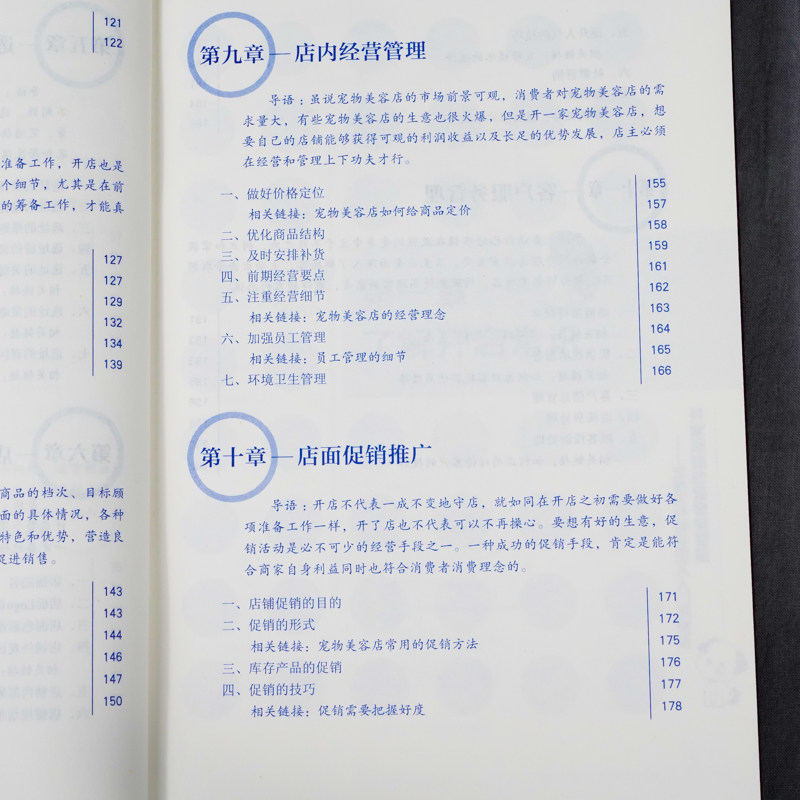 121
122
准备工作，开店也是
个细节，尤其是在前
的筹备工作，才能真
127
127
129
132
134
139
商品的档次、目标顾
面的具体情况，各种
特色和优势，营造良
促进销售。
143
143
144
146
147
150
第九章—店内经营管理
导语：虽说宠物美容店的市场前景可观，消费者对宠物美容店的需
求量大，有些宠物美容店的生意也很火爆，但是开一家宠物美容店，想
要自己的店铺能够获得可观的利润收益以及长足的优势发展，店主必须
在经营和管理上下功夫才行。
一、做好价格定位 155
相关链接：宠物美容店如何给商品定价 157
二、优化商品结构 158
三、及时安排补货 159
四、前期经营要点 161
五、注重经营细节 162
相关链接：宠物美容店的经营理念 163
六、加强员工管理 164
相关链接：员工管理的细节 165
七、环境卫生管理 166
第十章—店面促销推广
导语：开店不代表一成不变地守店，就如同在开店之初需要做好各
项准备工作一样，开了店也不代表可以不再操心。要想有好的生意，促
销活动是必不可少的经营手段之一。一种成功的促销手段，肯定是能符
合商家自身利益同时也符合消费者消费理念的。
一、店铺促销的目的 171
二、促销的形式 172
相关链接：宠物美容店常用的促销方法 175
三、库存产品的促销 176
四、促销的技巧 177
相关链接：促销需要把握好度 178